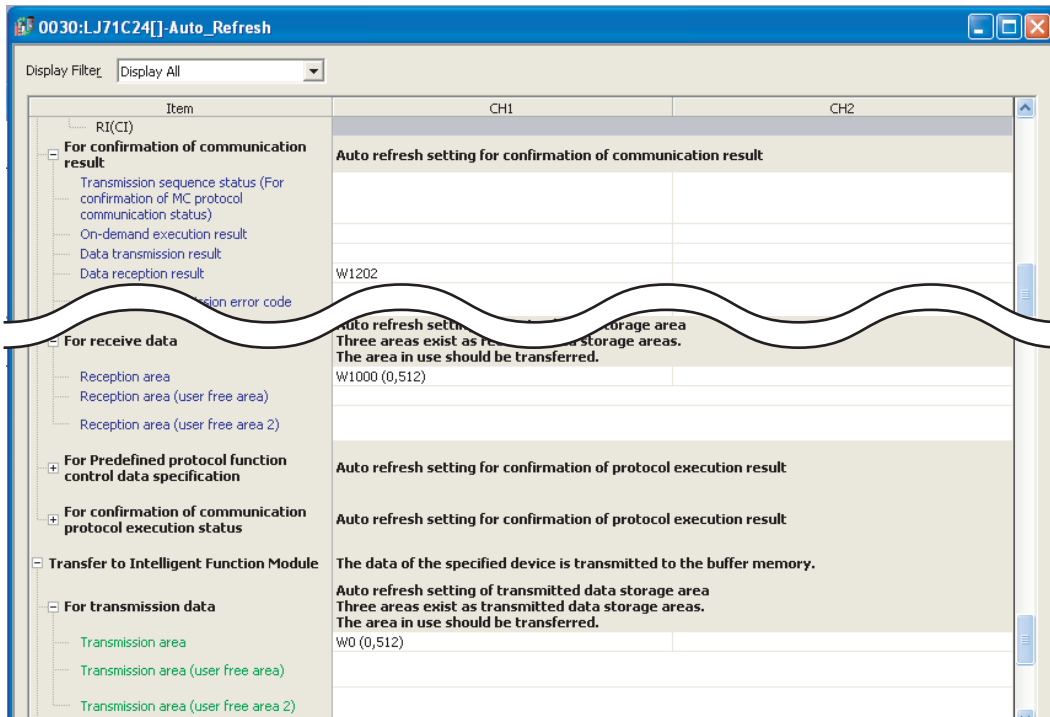 0030:LJ71C24[]-Auto_Refresh
Display Filter Display All
Item CH1 CH2
RI(CI)
For confirmation of communication
result
Auto refresh setting for confirmation of communication result
Transmission sequence status (For
confirmation of MC protocol
communication status)
On-demand execution result
Data transmission result
Data reception result W1202
error code
For receive data
Auto refresh storage area
Three areas exist as storage areas.
The area in use should be transferred.
Reception area W1000 (0,512)
Reception area (user free area)
Reception area (user free area 2)
For Predefined protocol function
control data specification
Auto refresh setting for confirmation of protocol execution result
For confirmation of communication
protocol execution status
Auto refresh setting for confirmation of protocol execution result
Transfer to Intelligent Function Module The data of the specified device is transmitted to the buffer memory.
For transmission data
Auto refresh setting of transmitted data storage area
Three areas exist as transmitted data storage areas.
The area in use should be transferred.
Transmission area W0 (0,512)
Transmission area (user free area)
Transmission area (user free area 2)